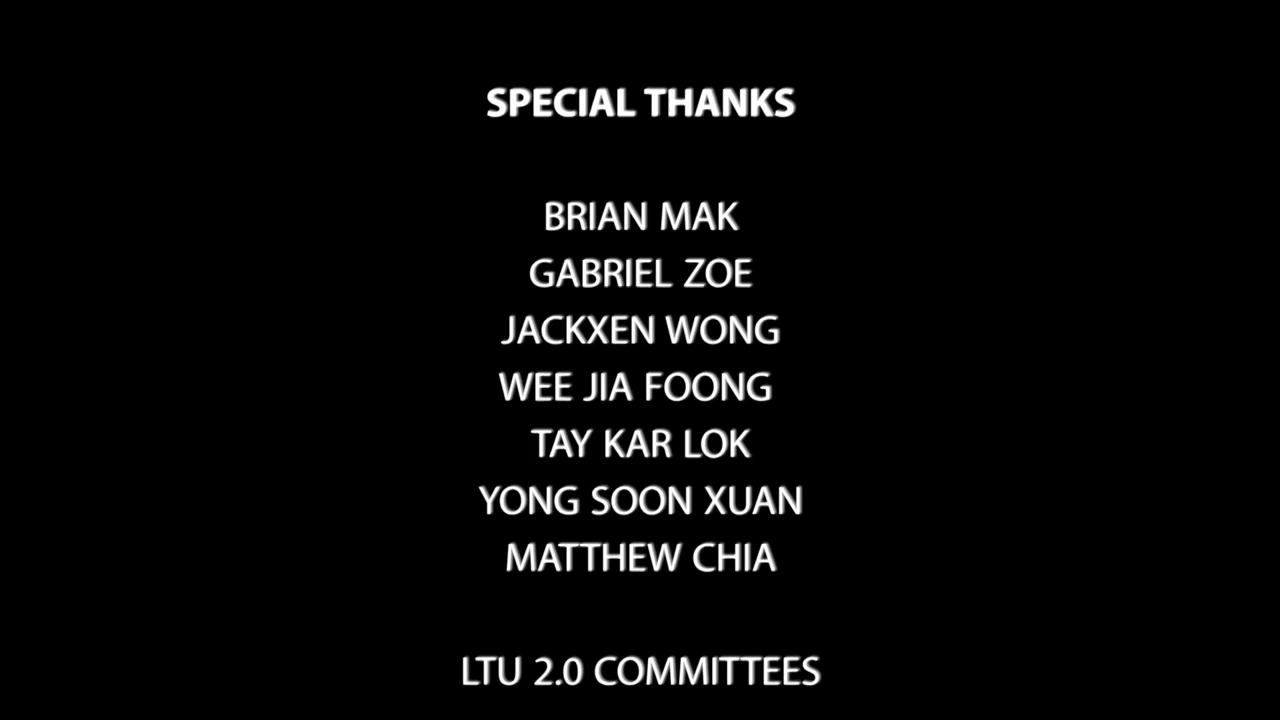 SPECIAL THANKS
BRIAN MAK
GABRIEL ZOE
JACKXEN WONG
WEE JIA FOONG
TAY KAR LOK
YONG SOON XUAN
MATTHEW CHIA
LTU 2.0 COMMITTEES